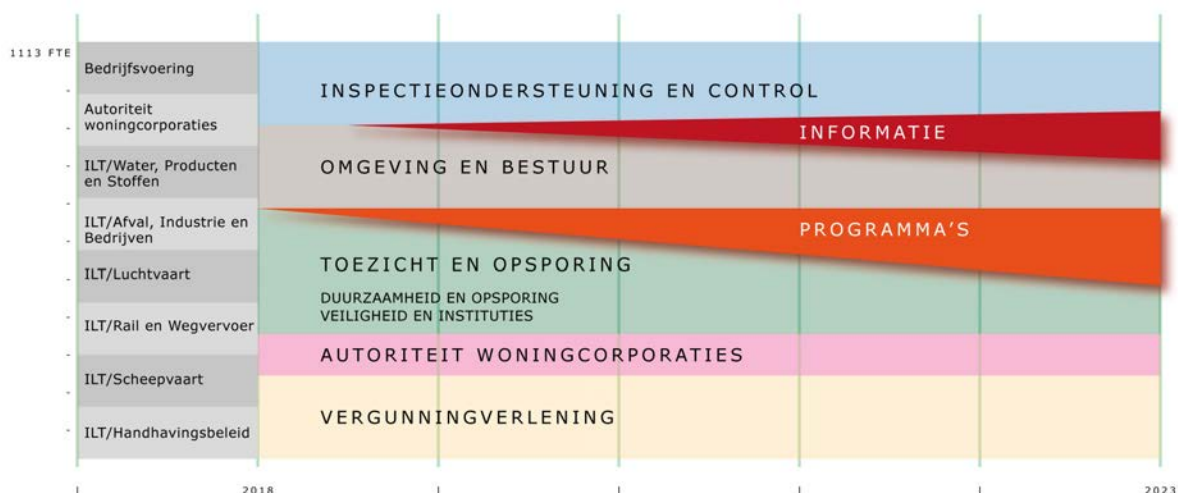 1113 FTE
Bedrijfsvoering
Autoriteit
woningcorporaties
ILT/Water, Producten
en Stoffen
ILT/Afval, Industrie en
Bedrijven
ILT/Luchtvaart
ILT/Rail en Wegvervoer
ILT/Scheepvaart
ILT/Handhavingsbeleid
INSPECTIEONDERSTEUNING EN CONTROL
INFORMATIE
OMGEVING EN BESTUUR
PROGRAMMA'S
TOEZICHT EN OPSPORING
DUURZAAMHEID EN OPSPORING
VEILIGHEID EN INSTITUTIES
AUTORITEIT WONINGCORPORATIES
VERGUNNINGVERLENING
2018
2023